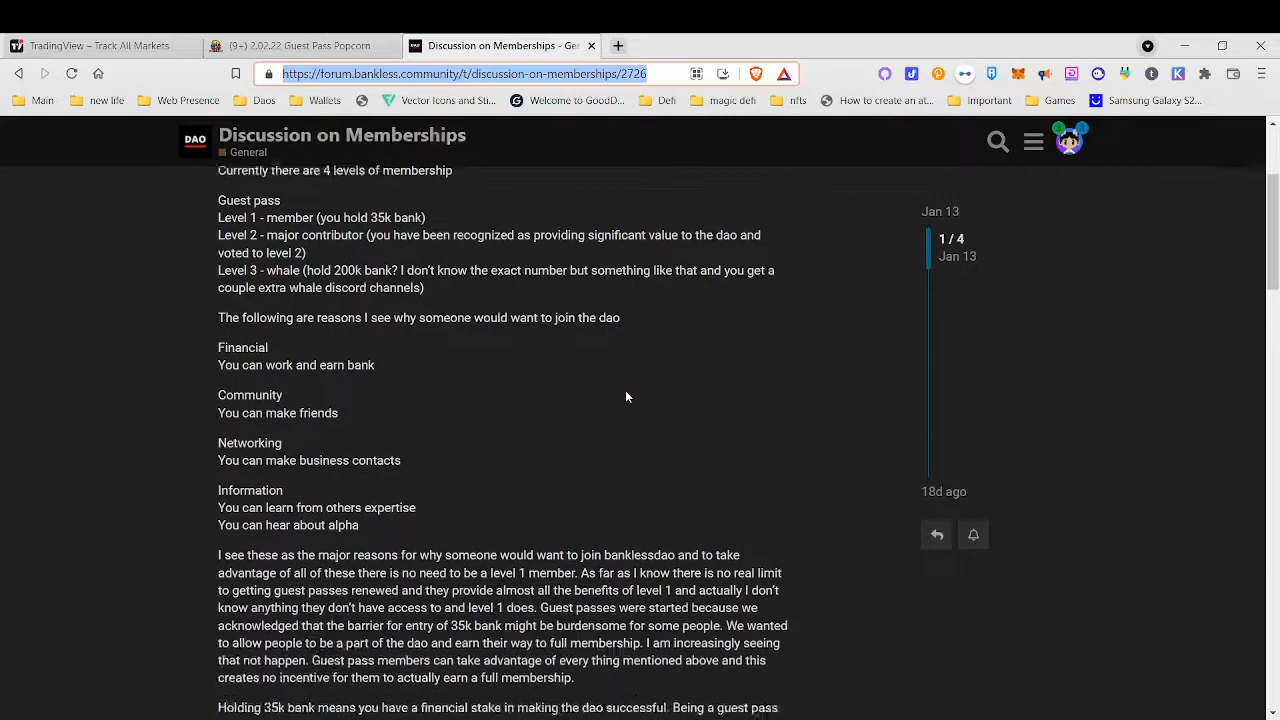 TradingView – Track All Markets
(9+) 2.02.22 Guest Pass Popcorn
Discussion on Memberships - Ger
https://forum.bankless.community/t/discussion-on-memberships/2726
Main
new life
Web Presence
Daos
Wallets
Vector Icons and Sti...
Welcome to GoodD...
Defi
magic defi
nfts
How to create an at...
Important
Games
Samsung Galaxy S2...
DAO
Discussion on Memberships
General
Currently there are 4 levels of membership
Guest pass
Level 1 - member (you hold 35k bank)
Level 2 - major contributor (you have been recognized as providing significant value to the dao and
voted to level 2)
Level 3 - whale (hold 200k bank? I don't know the exact number but something like that and you get a
couple extra whale discord channels)
The following are reasons I see why someone would want to join the dao
Financial
You can work and earn bank
Community
You can make friends
Networking
You can make business contacts
Information
You can learn from others expertise
You can hear about alpha
I see these as the major reasons for why someone would want to join banklessdao and to take
advantage of all of these there is no need to be a level 1 member. As far as I know there is no real limit
to getting guest passes renewed and they provide almost all the benefits of level 1 and actually I don't
know anything they don't have access to and level 1 does. Guest passes were started because we
acknowledged that the barrier for entry of 35k bank might be burdensome for some people. We wanted
to allow people to be a part of the dao and earn their way to full membership. I am increasingly seeing
that not happen. Guest pass members can take advantage of every thing mentioned above and this
creates no incentive for them to actually earn a full membership.
Holding 35k bank means you have a financial stake in making the dao successful. Being a guest pass
Jan 13
1 / 4
Jan 13
18d ago